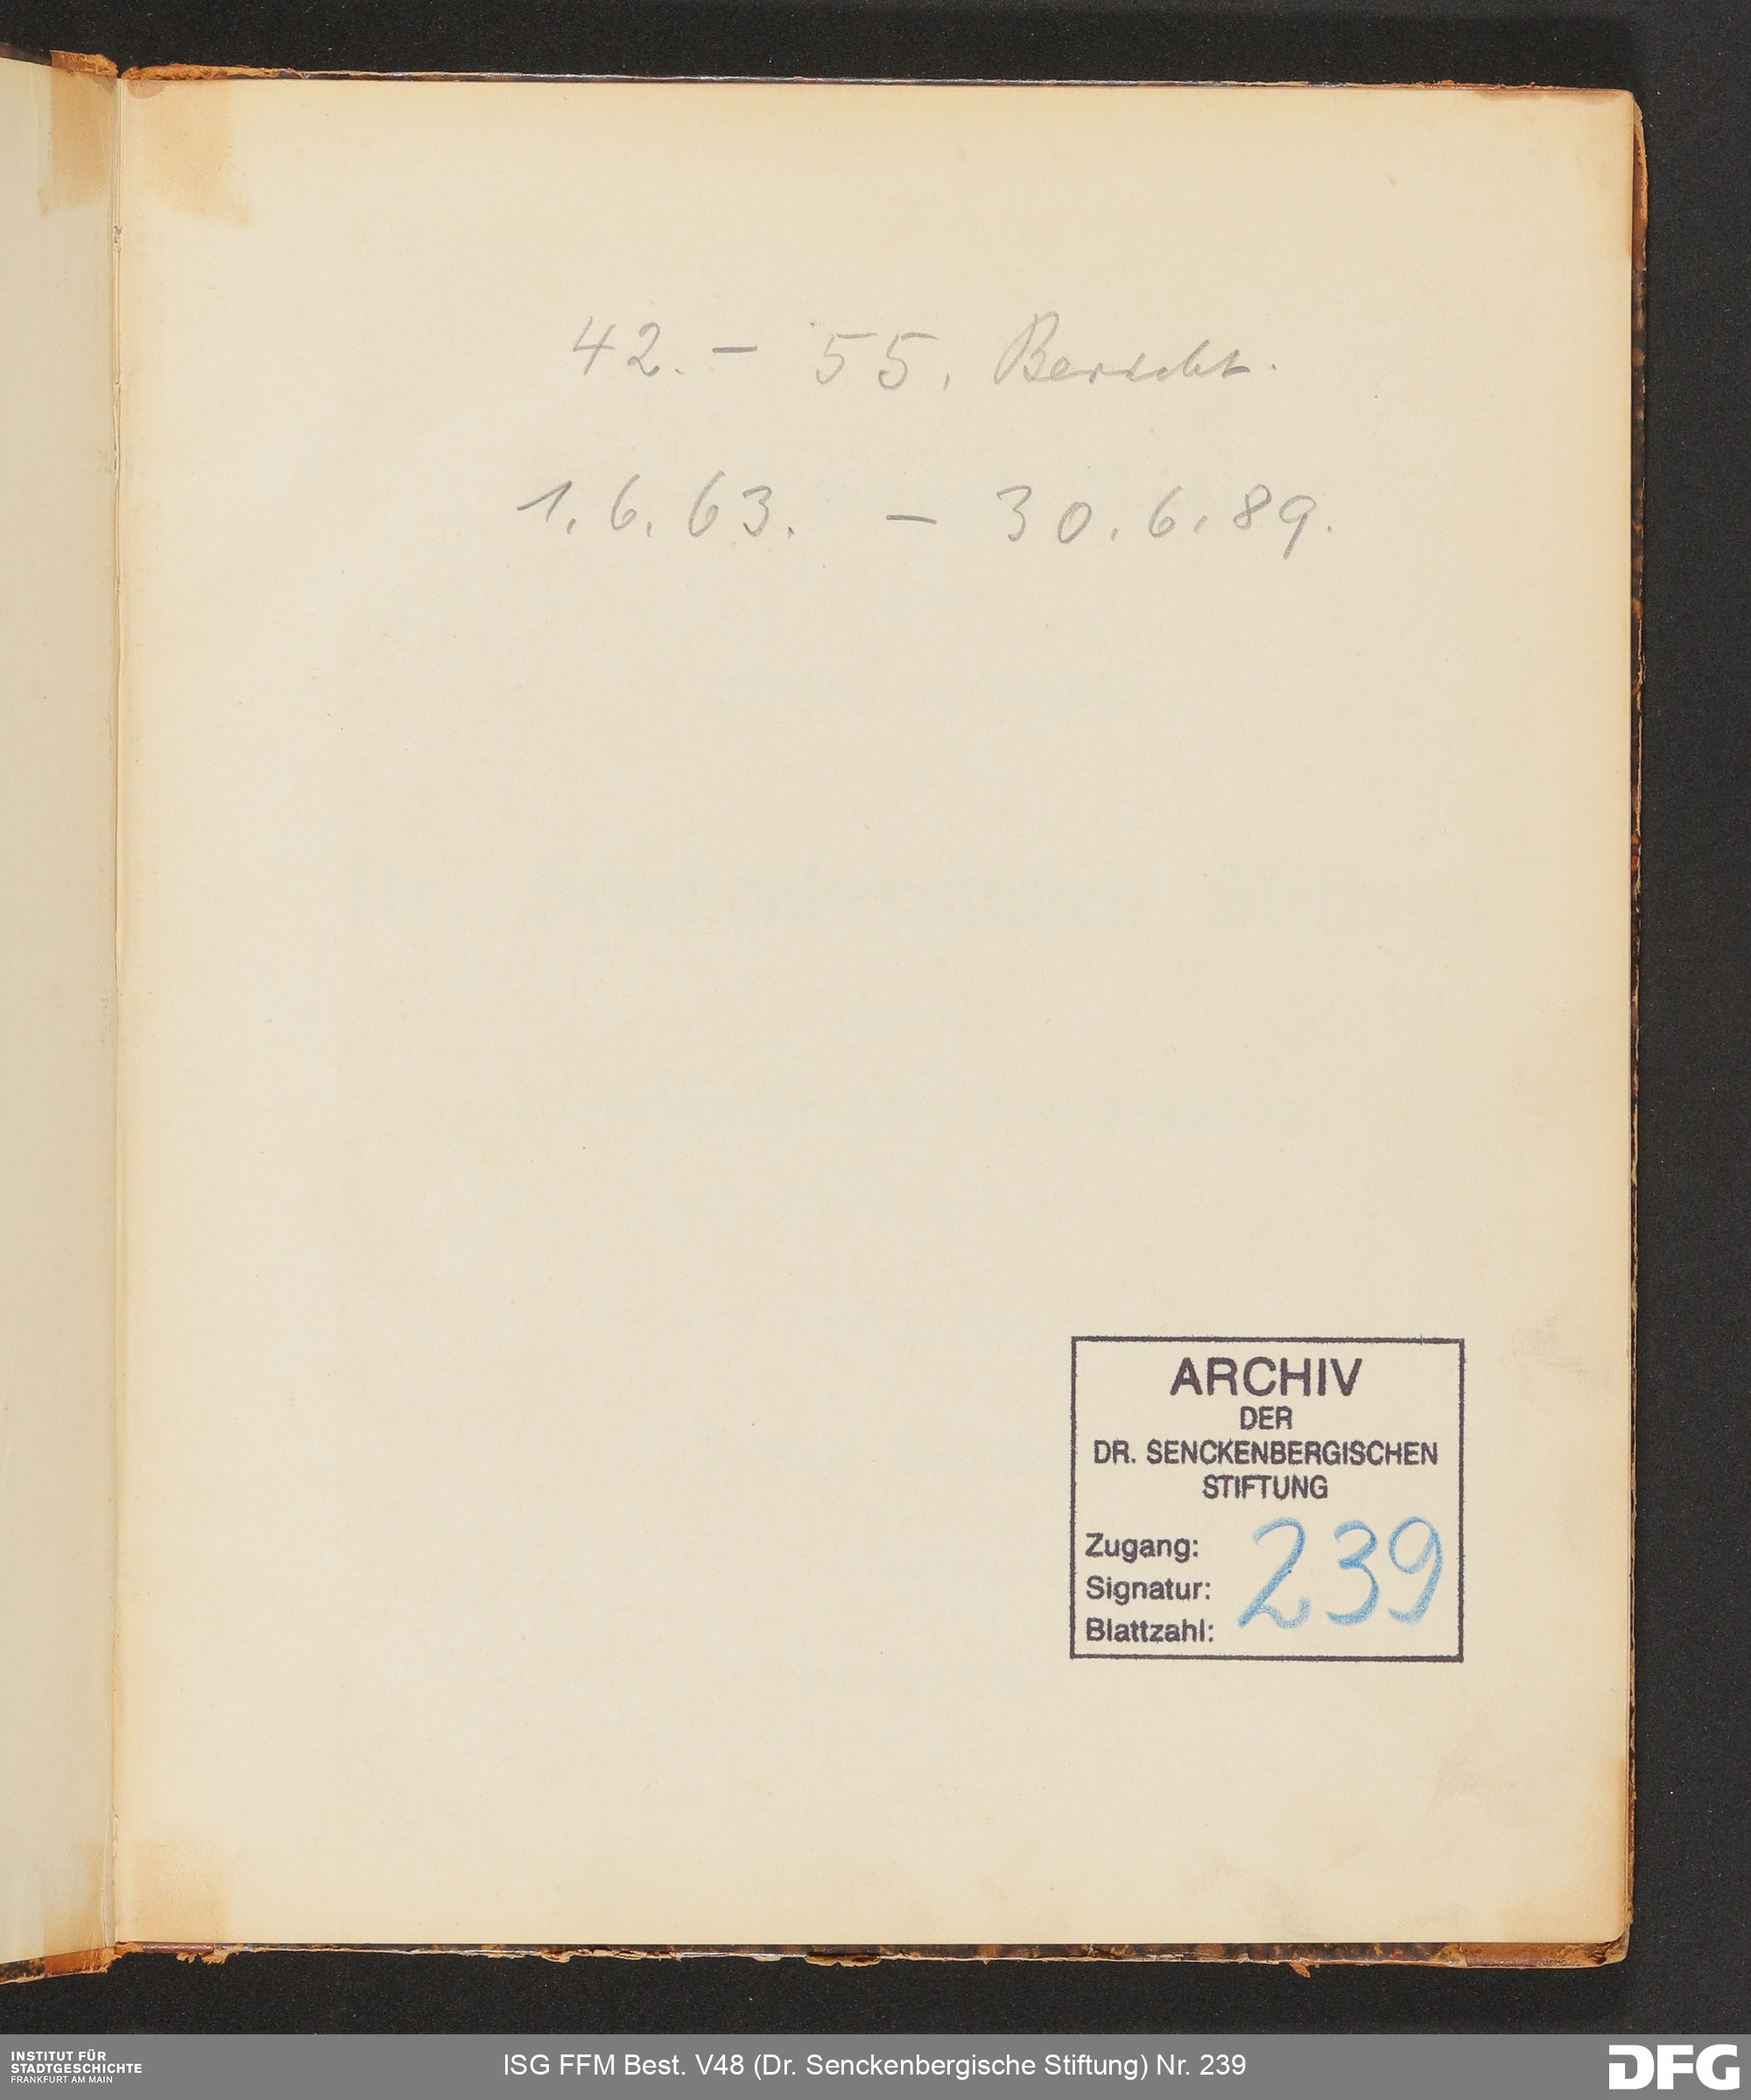 42. – 55. Bericht.
1. 6. 63. – 30. 6. 89.
ARCHIV
DER
DR. SENCKENBERGISCHEN
STIFTUNG
Zugang:
Signatur: 239
Blattzahl:
INSTITUT FÜR
STADTGESCHICHTE
FRANKFURT AM MAIN
ISG FFM Best. V48 (Dr. Senckenbergische Stiftung) Nr. 239
DFG